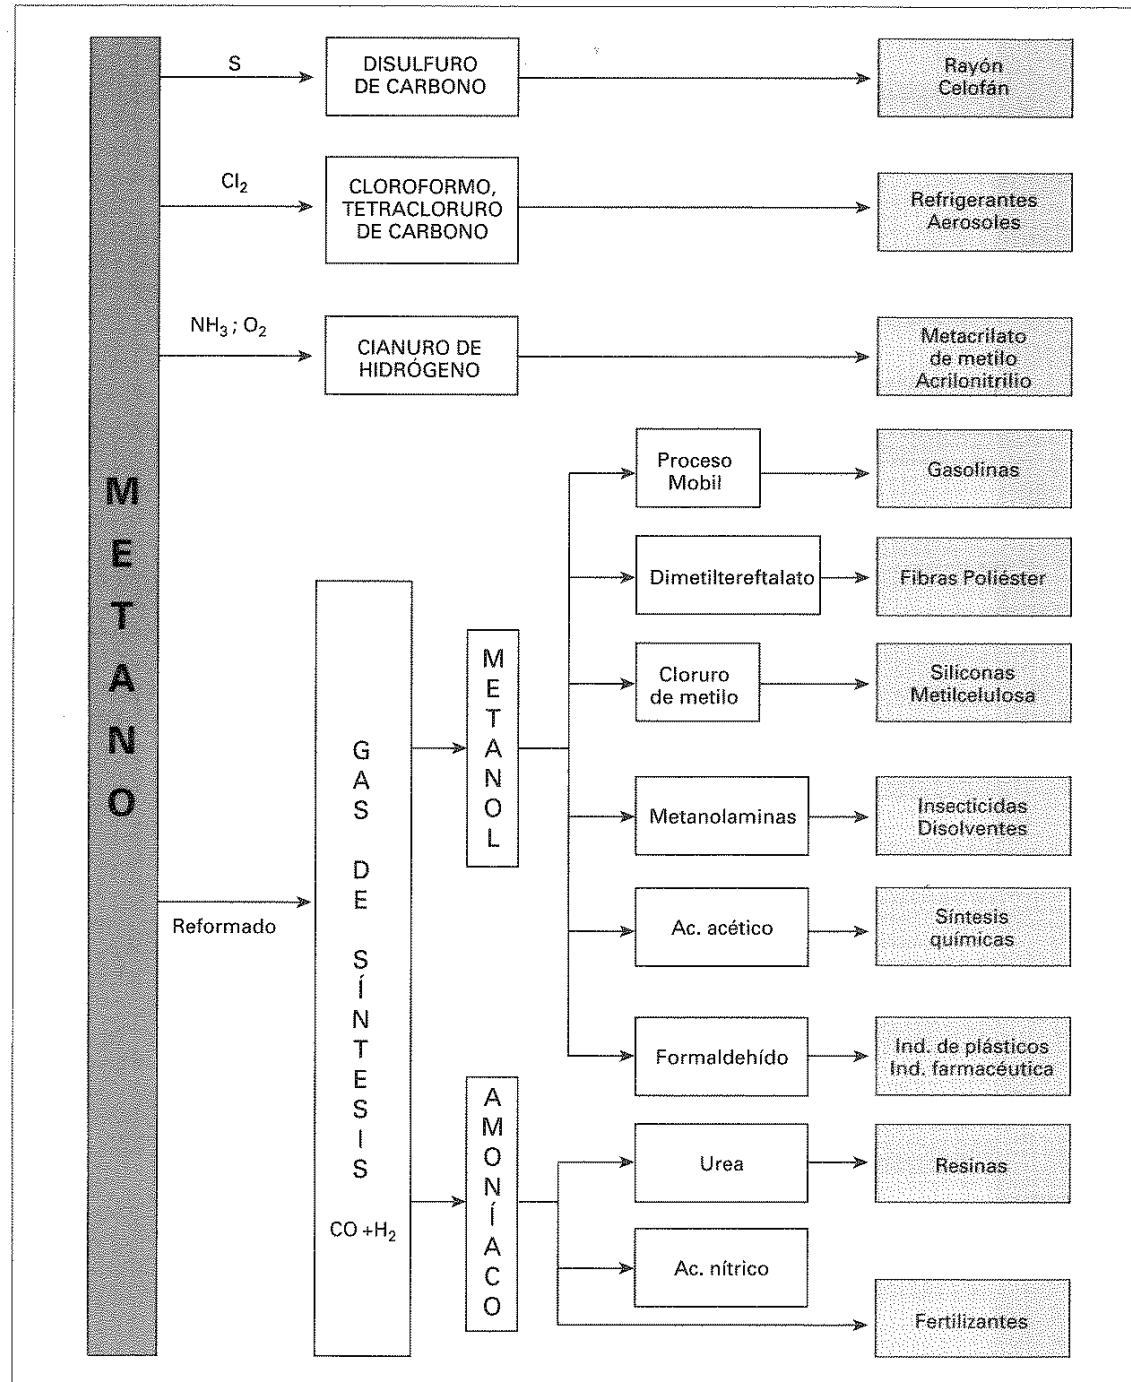 METANO
S
DISULFURO
DE CARBONO
Rayón
Celofán
Cl₂
CLOROFORMO,
TETRACLORURO
DE CARBONO
Refrigerantes
Aerosoles
NH₃ ; O₂
CIANURO DE
HIDRÓGENO
Metacrilato
de metilo
Acrilonitrilio
Reformado
GAS DE SÍNTESIS
CO + H₂
METANOL
Proceso
Mobil
Gasolinas
Dimetiltereftalato
Fibras Poliéster
Cloruro
de metilo
Siliconas
Metilcelulosa
Metanolaminas
Insecticidas
Disolventes
Ac. acético
Síntesis
químicas
Formaldehído
Ind. de plásticos
Ind. farmacéutica
AMONÍACO
Urea
Resinas
Ac. nítrico
Fertilizantes